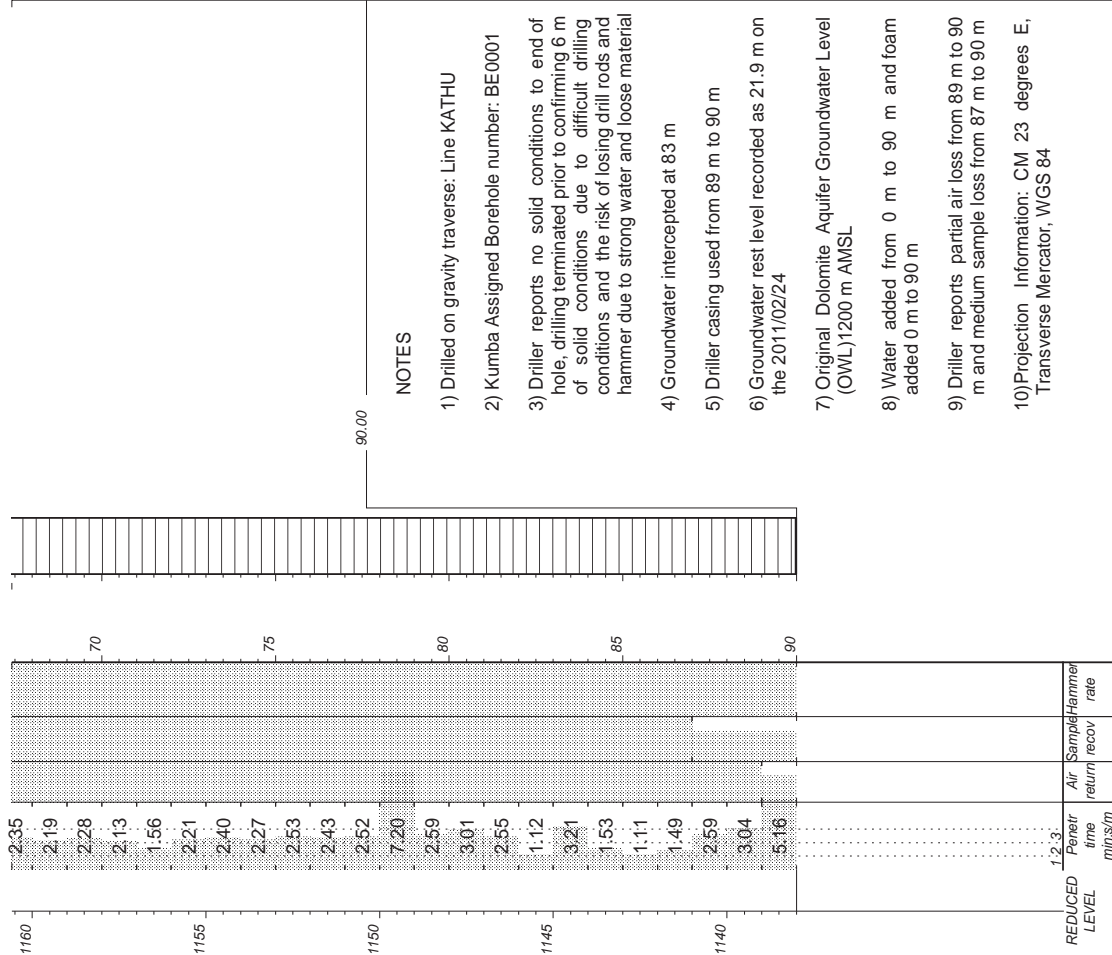 90.00
NOTES
1) Drilled on gravity traverse: Line KATHU
2) Kumba Assigned Borehole number: BE0001
3) Driller reports no solid conditions to end of
hole, drilling terminated prior to confirming 6 m
of solid conditions due to difficult drilling
conditions and the risk of losing drill rods and
hammer due to strong water and loose material
4) Groundwater intercepted at 83 m
5) Driller casing used from 89 m to 90 m
6) Groundwater rest level recorded as 21.9 m on
the 2011/02/24
7) Original Dolomite Aquifer Groundwater Level
(OWL)1200 m AMSL
8) Water added from 0 m to 90 m and foam
added 0 m to 90 m
9) Driller reports partial air loss from 89 m to 90
m and medium sample loss from 87 m to 90 m
10)Projection Information: CM 23 degrees E,
Transverse Mercator, WGS 84
70
75
80
85
90
2.35
2.19
2.28
2.13
1.56
2.21
2.40
2.27
2.53
2.43
2.52
7.20
2.59
3.01
2.55
1.12
3.21
1.53
1.11
1.49
2.59
3.04
5.16
1160
1155
1150
1145
1140
1 2 3
REDUCED
LEVEL
Penetr
time
min:s/m
Air
return
Sample
recov
Hammer
rate